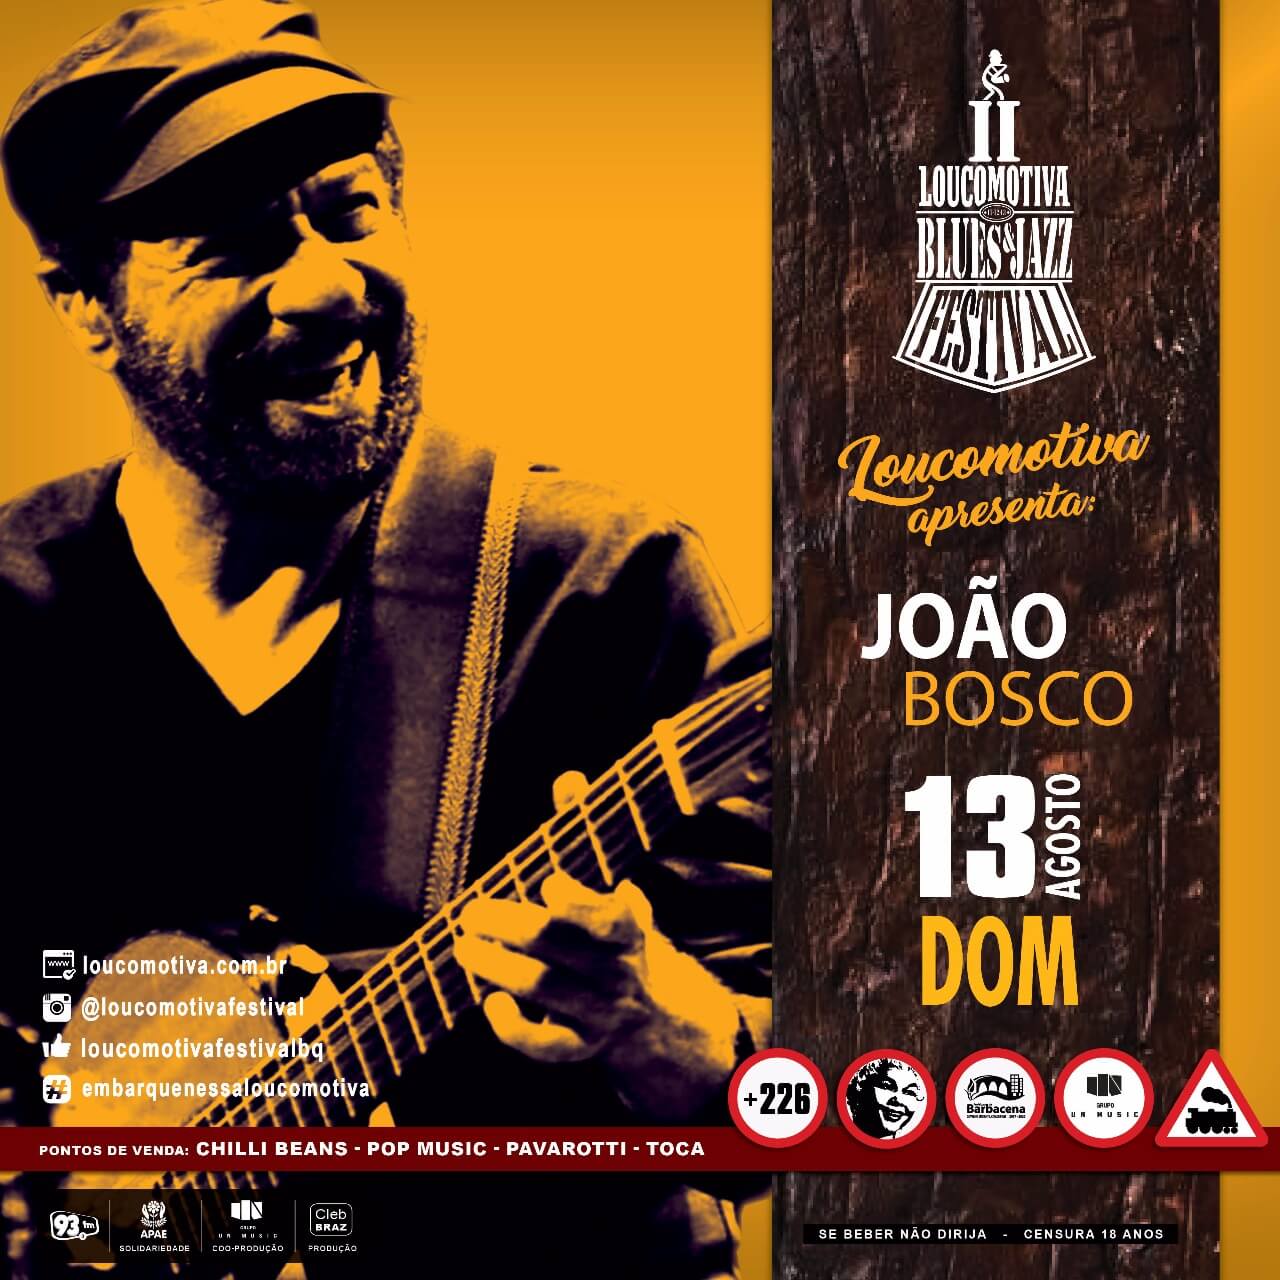 II
LOUCOMOTIVA
BLUES & JAZZ
FESTIVAL
Loucomotiva
apresenta:
JOÃO
BOSCO
13
AGOSTO
DOM
www
loucomotiva.com.br
@loucomotivafestival
loucomotivafestivalbq
# embarquenessaloucomotiva
+226
Barbacena
GRUPO
UN MUSIC
PONTOS DE VENDA: CHILLI BEANS - POP MUSIC - PAVAROTTI - TOCA
93 fm
APAE
SOLIDARIEDADE
GRUPO
UN MUSIC
COO-PRODUÇÃO
Cleb
BRAZ
PRODUÇÃO
SE BEBER NÃO DIRIJA - CENSURA 18 ANOS